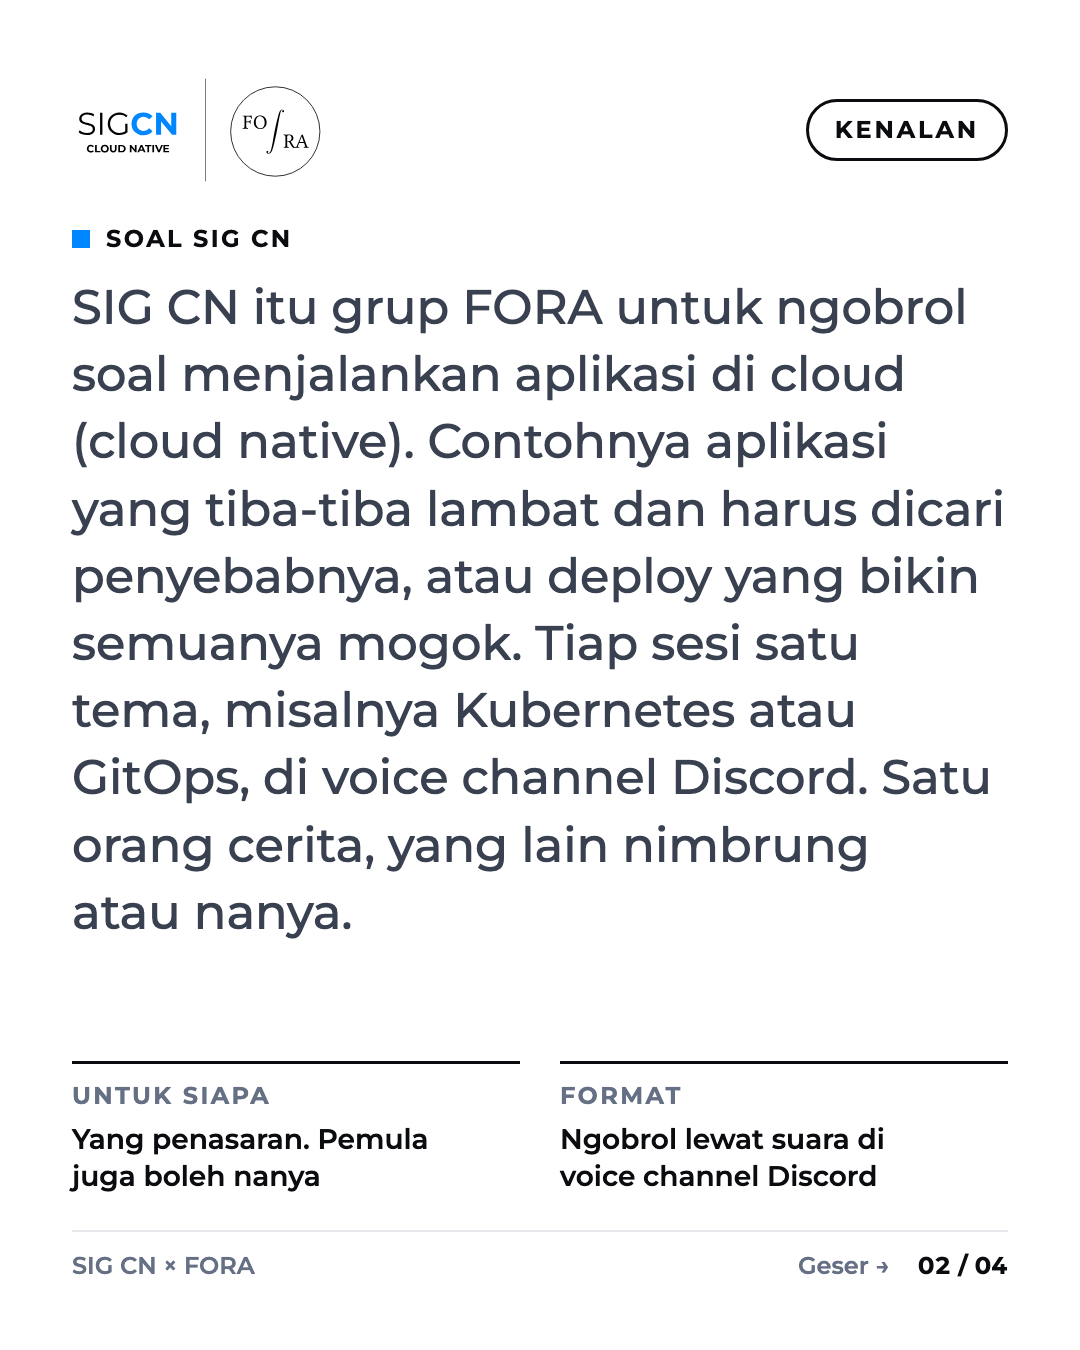 SIGCN
CLOUD NATIVE
FO
RA
KENALAN
SOAL SIG CN
SIG CN itu grup FORA untuk ngobrol
soal menjalankan aplikasi di cloud
(cloud native). Contohnya aplikasi
yang tiba-tiba lambat dan harus dicari
penyebabnya, atau deploy yang bikin
semuanya mogok. Tiap sesi satu
tema, misalnya Kubernetes atau
GitOps, di voice channel Discord. Satu
orang cerita, yang lain nimbrung
atau nanya.
UNTUK SIAPA
Yang penasaran. Pemula
juga boleh nanya
FORMAT
Ngobrol lewat suara di
voice channel Discord
SIG CN × FORA
Geser → 02 / 04